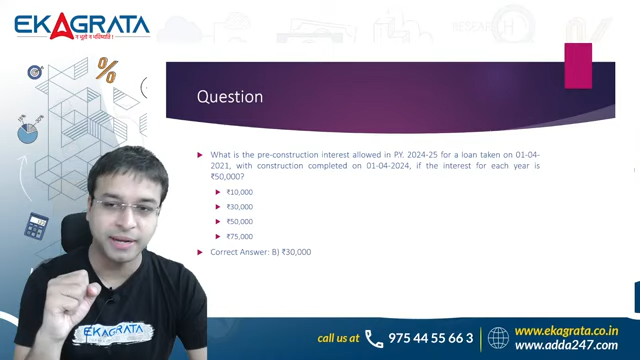 EKAGRATA
RESEARCH
%
Question
What is the pre-construction interest allowed in P.Y. 2024-25 for a loan taken on 01-04-
2021, with construction completed on 01-04-2024, if the interest for each year is
₹50,000?
₹10,000
₹30,000
₹50,000
₹75,000
Correct Answer: B) ₹30,000
EKAGRATA
call us at 975 44 55 66 3
www.ekagrata.co.in
www.adda247.com